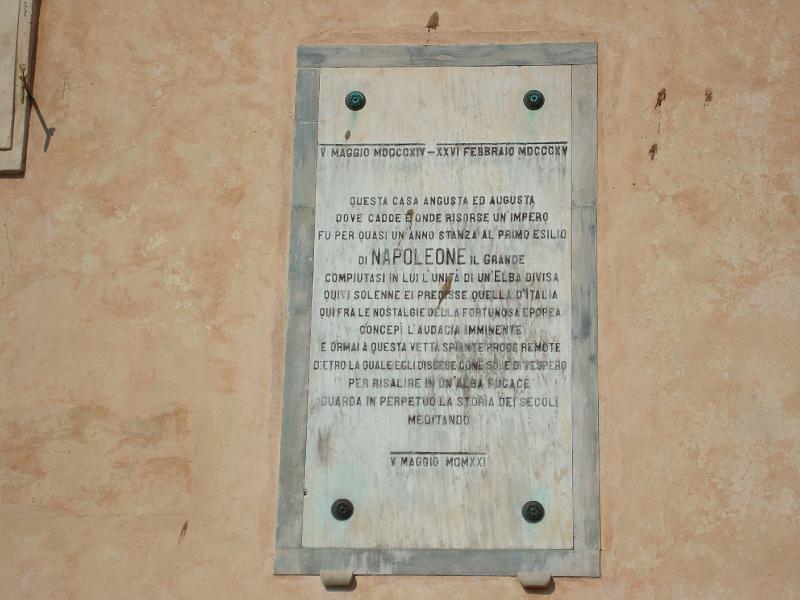 V MAGGIO MDCCCXIV – XXVI FEBBRAIO MDCCCXV
QUESTA CASA ANGUSTA ED AUGUSTA
DOVE CADDE E ONDE RISORSE UN'IMPERO
FU PER QUASI UN'ANNO STANZA AL PRIMO ESILIO
DI NAPOLEONE IL GRANDE
COMPIUTASI IN LUI L'UNITÀ DI UN'ELBA DIVISA
QUIVI SOLENNE EI PREDISSE QUELLA D'ITALIA
QUI FRA LE NOSTALGIE DELLA FORTUNOSA EPOPEA
CONCEPÌ L'AUDACIA IMMINENTE
E ORMAI A QUESTA VETTA SPIANTE PRODE REMOTE
D'ETRO LA QUALE EGLI DISCESE COME SOLE DI VESPERO
PER RISALIRE IN UN'ALBA FUGACE
GUARDA IN PERPETUO LA STORIA DEI SECOLI
MEDITANDO
V MAGGIO MCMXXI